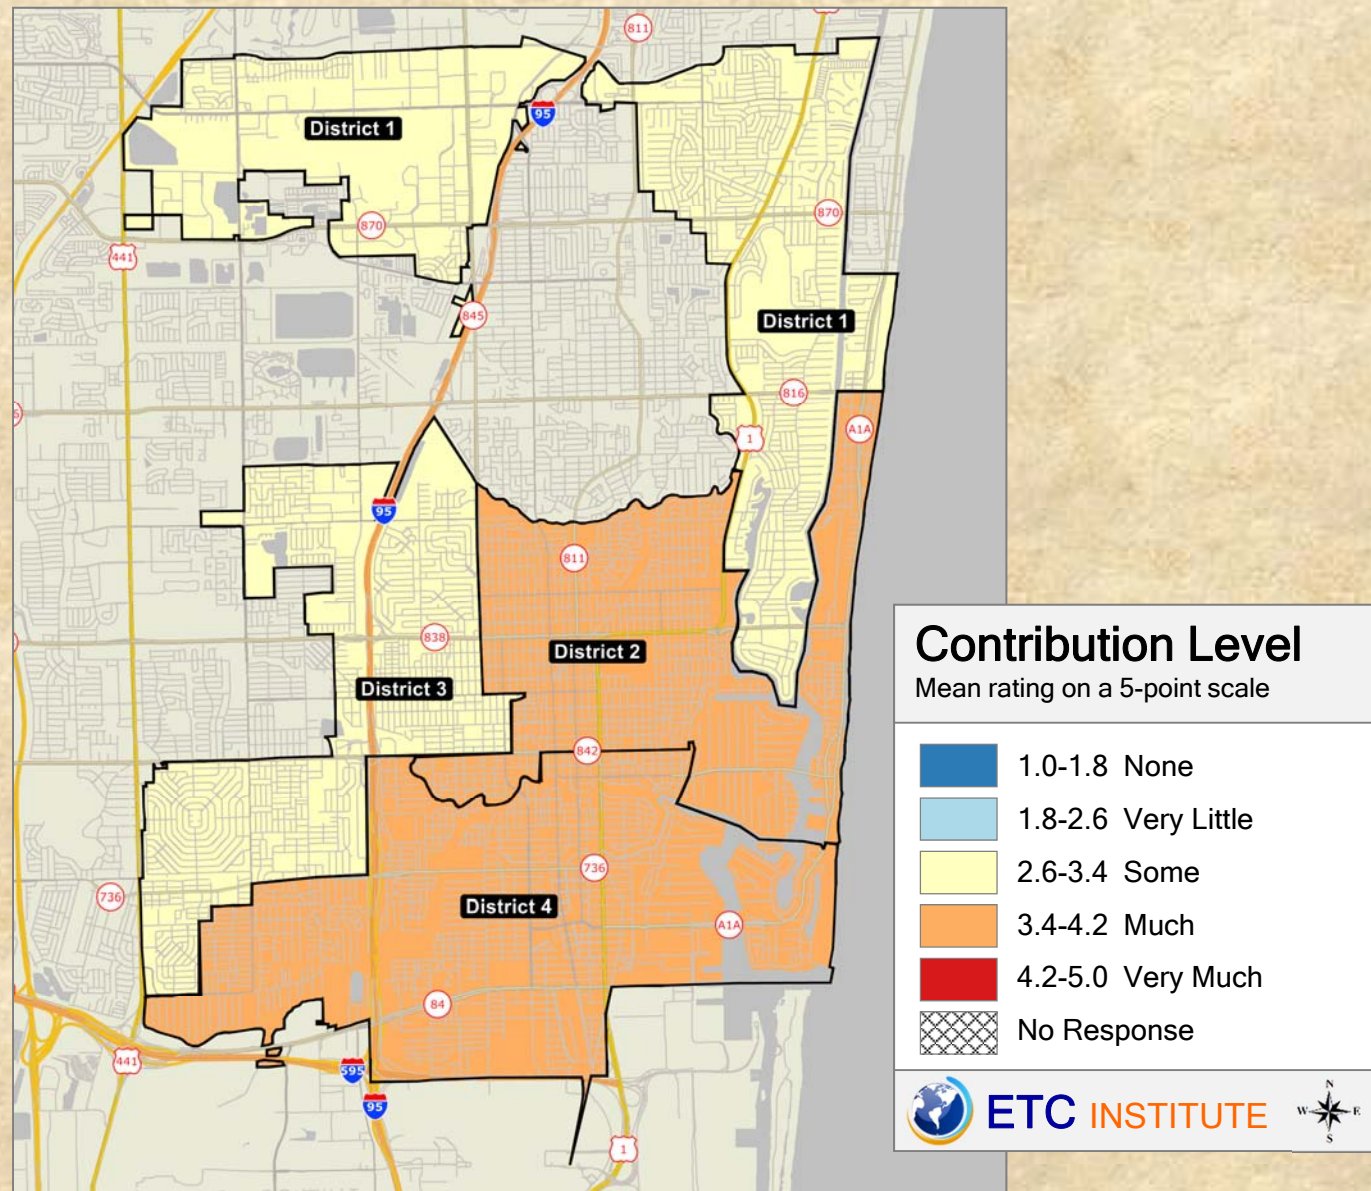 811
95
District 1
870
870
441
845
District 1
816
A1A
1
95
811
838
District 2
District 3
842
736
736
District 4
A1A
84
441
595
95
1
Contribution Level
Mean rating on a 5-point scale
1.0-1.8 None
1.8-2.6 Very Little
2.6-3.4 Some
3.4-4.2 Much
4.2-5.0 Very Much
No Response
ETC INSTITUTE
N
W E
S